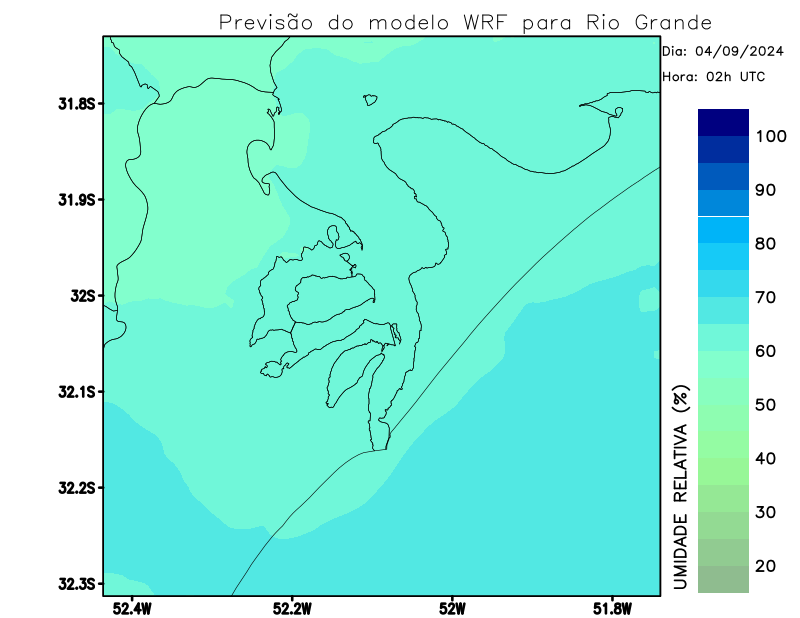 Previsão do modelo WRF para Rio Grande
Dia: 04/09/2024
Hora: 02h UTC
31.8S
31.9S
32S
32.1S
32.2S
32.3S
52.4W
52.2W
52W
51.8W
UMIDADE RELATIVA (%)
100
90
80
70
60
50
40
30
20